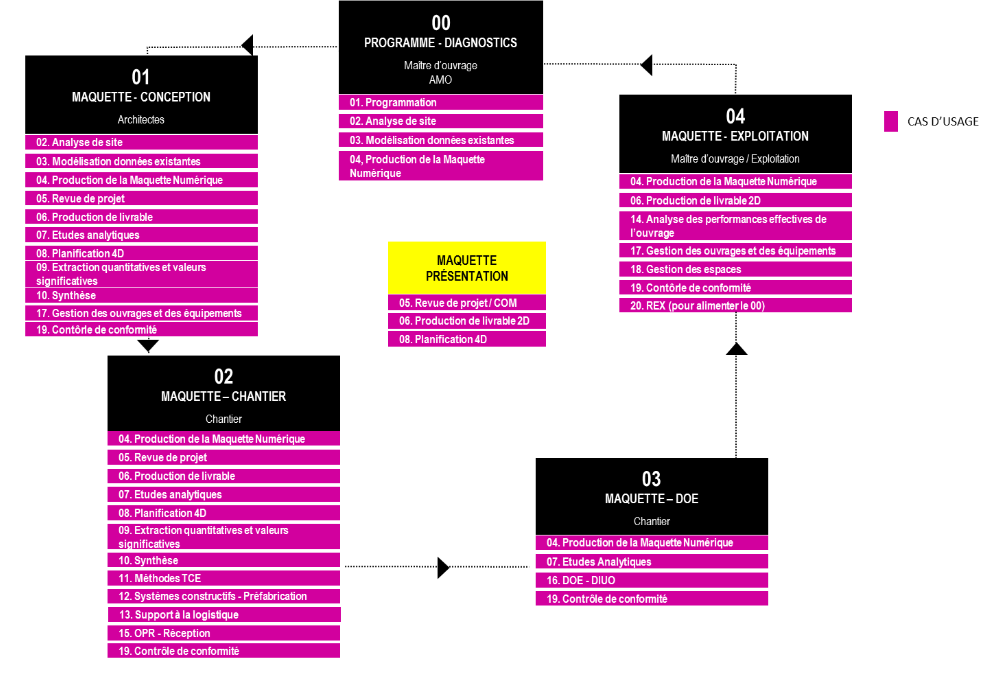 00
PROGRAMME - DIAGNOSTICS
Maître d'ouvrage
AMO
01. Programmation
02. Analyse de site
03. Modélisation données existantes
04, Production de la Maquette
Numérique
01
MAQUETTE - CONCEPTION
Architectes
02. Analyse de site
03. Modélisation données existantes
04. Production de la Maquette Numérique
05. Revue de projet
06. Production de livrable
07. Etudes analytiques
08. Planification 4D
09. Extraction quantitatives et valeurs
significatives
10. Synthèse
17. Gestion des ouvrages et des équipements
19. Contôrle de conformité
04
MAQUETTE - EXPLOITATION
Maître d'ouvrage / Exploitation
04. Production de la Maquette Numérique
06. Production de livrable 2D
14. Analyse des performances effectives de
l'ouvrage
17. Gestion des ouvrages et des équipements
18. Gestion des espaces
19. Contôrle de conformité
20. REX (pour alimenter le 00)
CAS D'USAGE
MAQUETTE
PRÉSENTATION
05. Revue de projet / COM
06. Production de livrable 2D
08. Planification 4D
02
MAQUETTE – CHANTIER
Chantier
04. Production de la Maquette Numérique
05. Revue de projet
06. Production de livrable
07. Etudes analytiques
08. Planification 4D
09. Extraction quantitatives et valeurs
significatives
10. Synthèse
11. Méthodes TCE
12. Systèmes constructifs - Préfabrication
13. Support à la logistique
15. OPR - Réception
19. Contrôle de conformité
03
MAQUETTE – DOE
Chantier
04. Production de la Maquette Numérique
07. Etudes Analytiques
16. DOE - DIUO
19. Contrôle de conformité